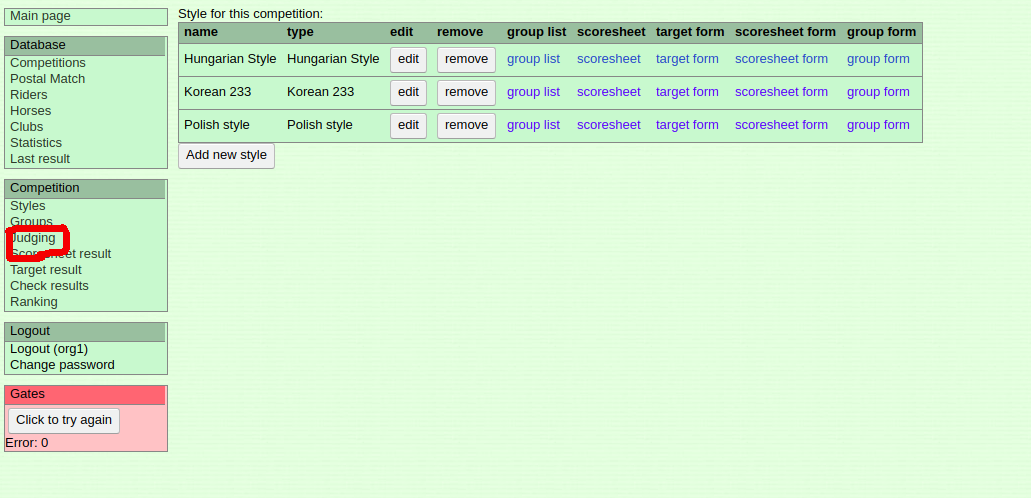 Main page
Database
Competitions
Postal Match
Riders
Horses
Clubs
Statistics
Last result
Competition
Styles
Groups
Judging
Scoresheet result
Target result
Check results
Ranking
Logout
Logout (org1)
Change password
Gates
Click to try again
Error: 0
Style for this competition:
name type edit remove group list scoresheet target form scoresheet form group form
Hungarian Style Hungarian Style edit remove group list scoresheet target form scoresheet form group form
Korean 233 Korean 233 edit remove group list scoresheet target form scoresheet form group form
Polish style Polish style edit remove group list scoresheet target form scoresheet form group form
Add new style